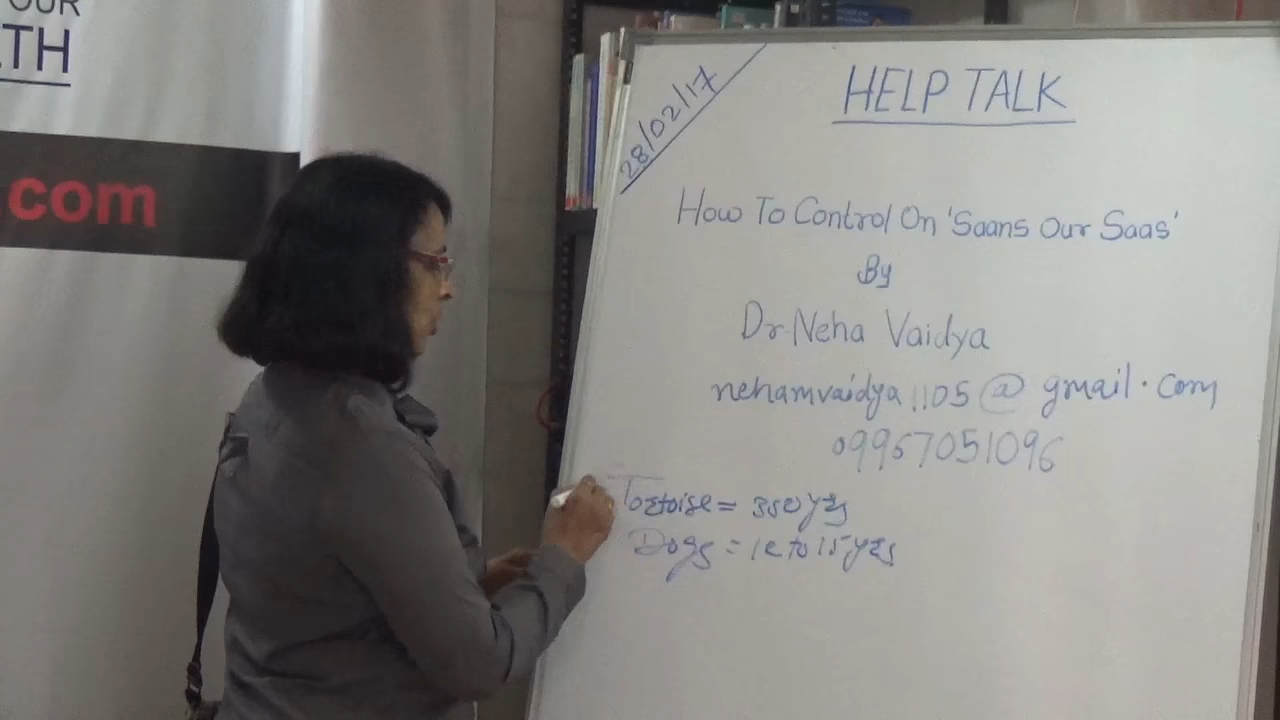 OUR
LTH
.com
28/02/17
HELP TALK
How To Control On 'Saans Our Saas'
By
Dr. Neha Vaidya
nehamvaidya1105@gmail.com
09967051096
Tortoise = 350 yrs
Dogs = 12 to 15 yrs